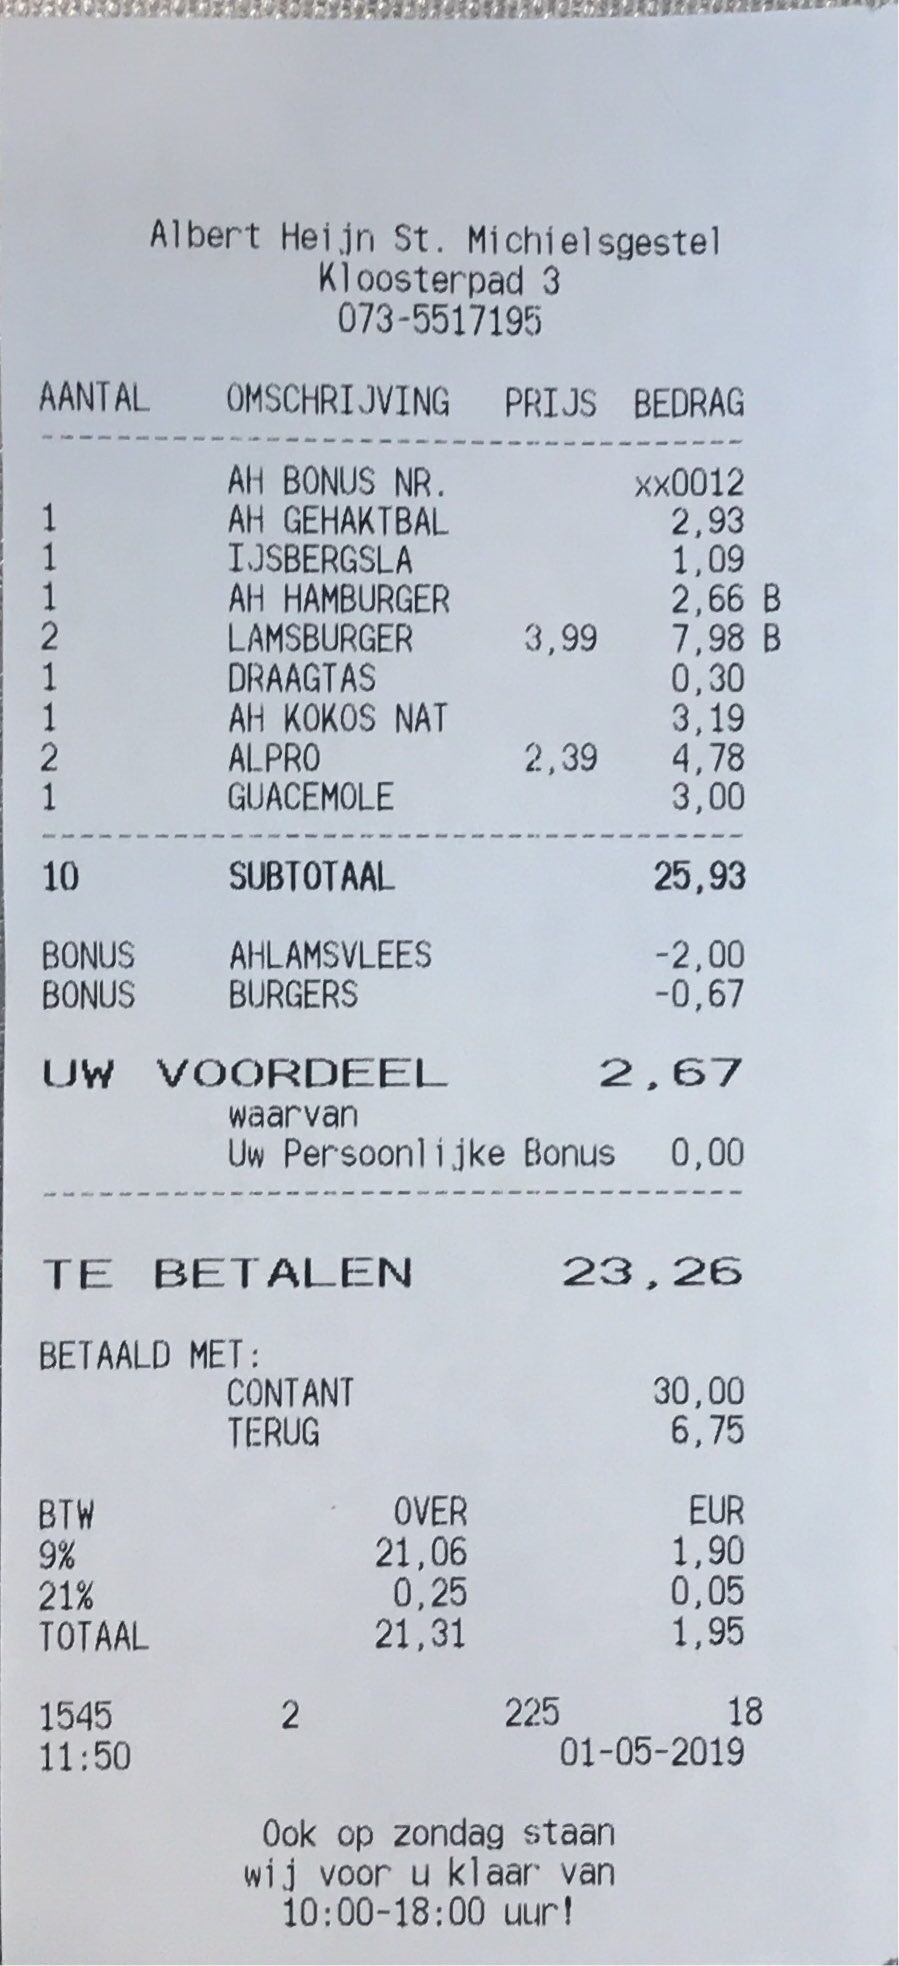 Albert Heijn St. Michielsgestel
Kloosterpad 3
073-5517195
AANTAL OMSCHRIJVING PRIJS BEDRAG
AH BONUS NR. xx0012
1 AH GEHAKTBAL 2,93
1 IJSBERGSLA 1,09
1 AH HAMBURGER 2,66 B
2 LAMSBURGER 3,99 7,98 B
1 DRAAGTAS 0,30
1 AH KOKOS NAT 3,19
2 ALPRO 2,39 4,78
1 GUACEMOLE 3,00
10 SUBTOTAAL 25,93
BONUS AHLAMSVLEES -2,00
BONUS BURGERS -0,67
UW VOORDEEL 2,67
waarvan
Uw Persoonlijke Bonus 0,00
TE BETALEN 23,26
BETAALD MET:
CONTANT 30,00
TERUG 6,75
BTW OVER EUR
9% 21,06 1,90
21% 0,25 0,05
TOTAAL 21,31 1,95
1545 2 225 18
11:50 01-05-2019
Ook op zondag staan
wij voor u klaar van
10:00-18:00 uur!